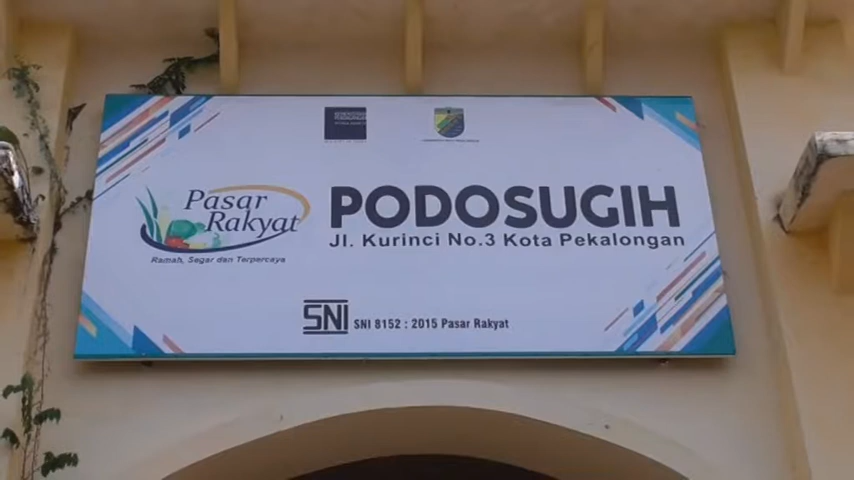 PODOSUGIH
Jl. Kurinci No.3 Kota Pekalongan
Pasar
Rakyat
Ramah, Segar dan Terpercaya
SNI
SNI 8152 : 2015 Pasar Rakyat